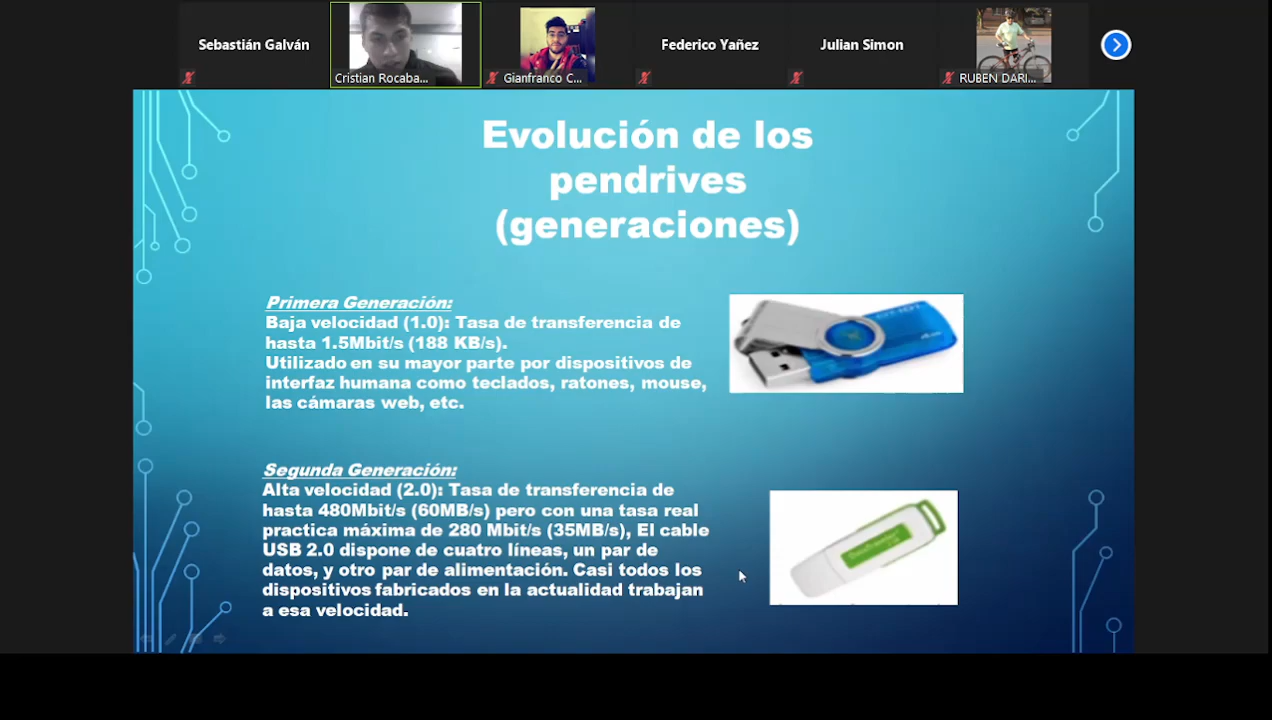 Sebastián Galván
Cristian Rocaba...
Gianfranco C...
Federico Yañez
Julian Simon
RUBEN DARI...
Evolución de los
pendrives
(generaciones)
Primera Generación:
Baja velocidad (1.0): Tasa de transferencia de
hasta 1.5Mbit/s (188 KB/s).
Utilizado en su mayor parte por dispositivos de
interfaz humana como teclados, ratones, mouse,
las cámaras web, etc.
Segunda Generación:
Alta velocidad (2.0): Tasa de transferencia de
hasta 480Mbit/s (60MB/s) pero con una tasa real
practica máxima de 280 Mbit/s (35MB/s), El cable
USB 2.0 dispone de cuatro líneas, un par de
datos, y otro par de alimentación. Casi todos los
dispositivos fabricados en la actualidad trabajan
a esa velocidad.